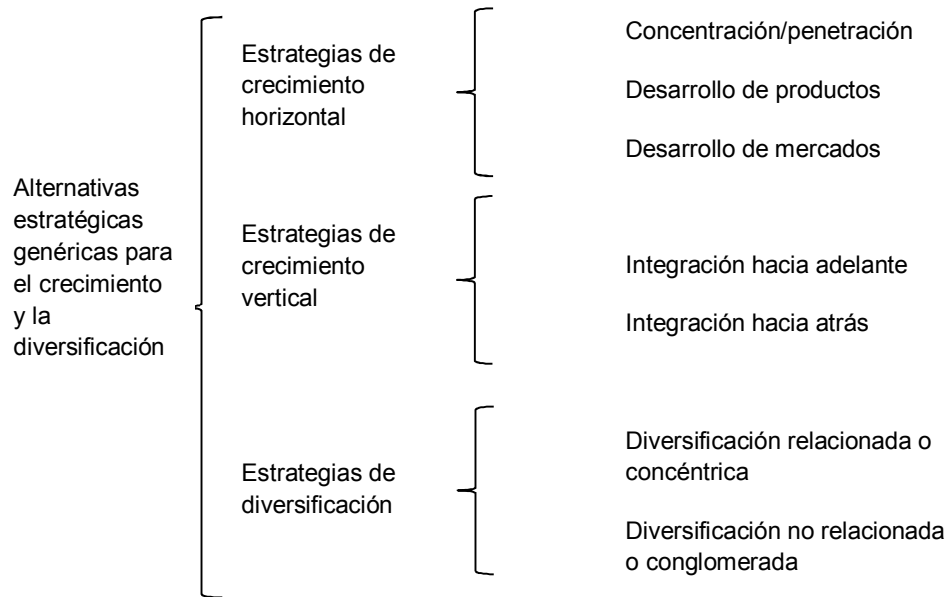 Alternativas
estratégicas
genéricas para
el crecimiento
y la
diversificación
Estrategias de
crecimiento
horizontal
Concentración/penetración
Desarrollo de productos
Desarrollo de mercados
Estrategias de
crecimiento
vertical
Integración hacia adelante
Integración hacia atrás
Estrategias de
diversificación
Diversificación relacionada o
concéntrica
Diversificación no relacionada
o conglomerada